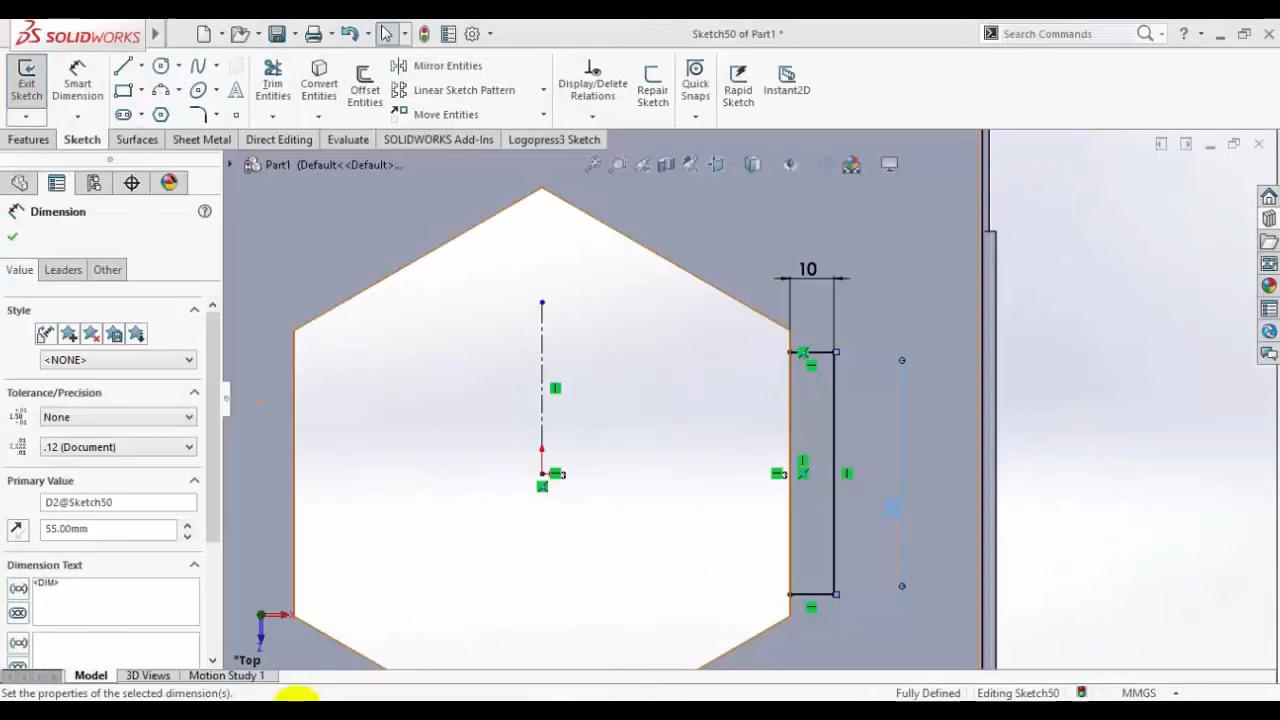 SOLIDWORKS
Sketch50 of Part1 *
Search Commands
?
Exit Sketch
Smart Dimension
Trim Entities
Convert Entities
Offset Entities
Mirror Entities
Linear Sketch Pattern
Move Entities
Display/Delete Relations
Repair Sketch
Quick Snaps
Rapid Sketch
Instant2D
Features
Sketch
Surfaces
Sheet Metal
Direct Editing
Evaluate
SOLIDWORKS Add-Ins
Logopress3 Sketch
Part1 (Default<<Default>...
Dimension
Value
Leaders
Other
Style
<NONE>
Tolerance/Precision
None
.12 (Document)
Primary Value
D2@Sketch50
55.00mm
Dimension Text
<DIM>
10
3
3
X
Z
*Top
Model
3D Views
Motion Study 1
Set the properties of the selected dimension(s).
Fully Defined
Editing Sketch50
MMGS